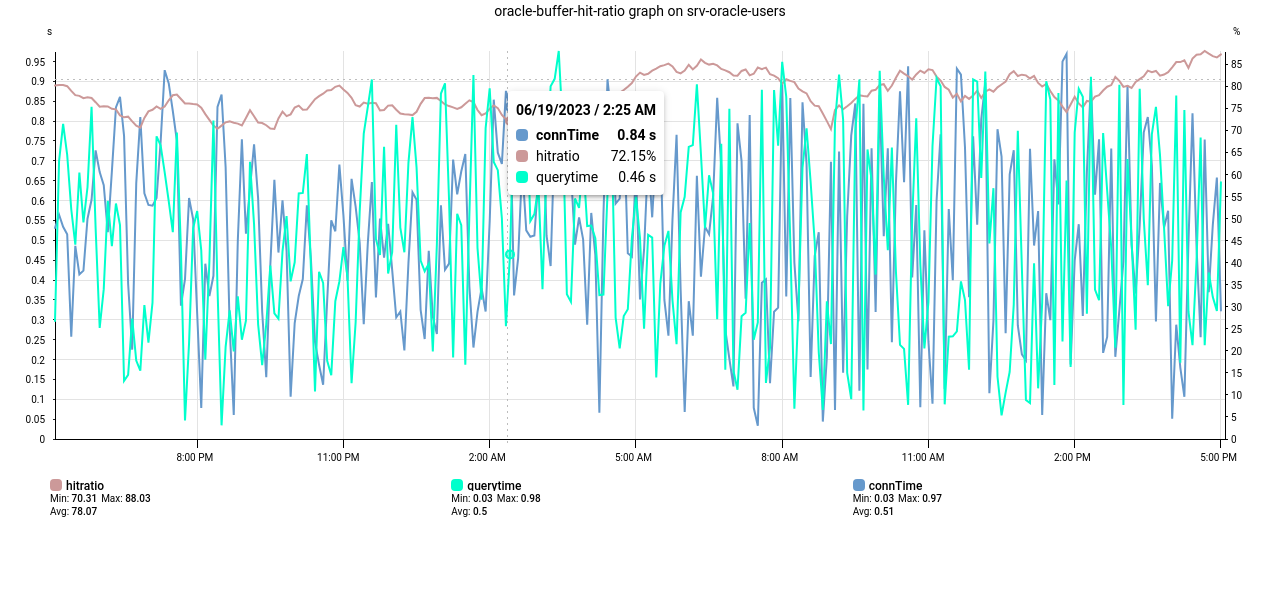 oracle-buffer-hit-ratio graph on srv-oracle-users
s
%
0.95
0.9
0.85
0.8
0.75
0.7
0.65
0.6
0.55
0.5
0.45
0.4
0.35
0.3
0.25
0.2
0.15
0.1
0.05
0
85
80
75
70
65
60
55
50
45
40
35
30
25
20
15
10
5
0
06/19/2023 / 2:25 AM
connTime 0.84 s
hitratio 72.15%
querytime 0.46 s
8:00 PM 11:00 PM 2:00 AM 5:00 AM 8:00 AM 11:00 AM 2:00 PM 5:00 PM
hitratio
Min: 70.31 Max: 88.03
Avg: 78.07
querytime
Min: 0.03 Max: 0.98
Avg: 0.5
connTime
Min: 0.03 Max: 0.97
Avg: 0.51